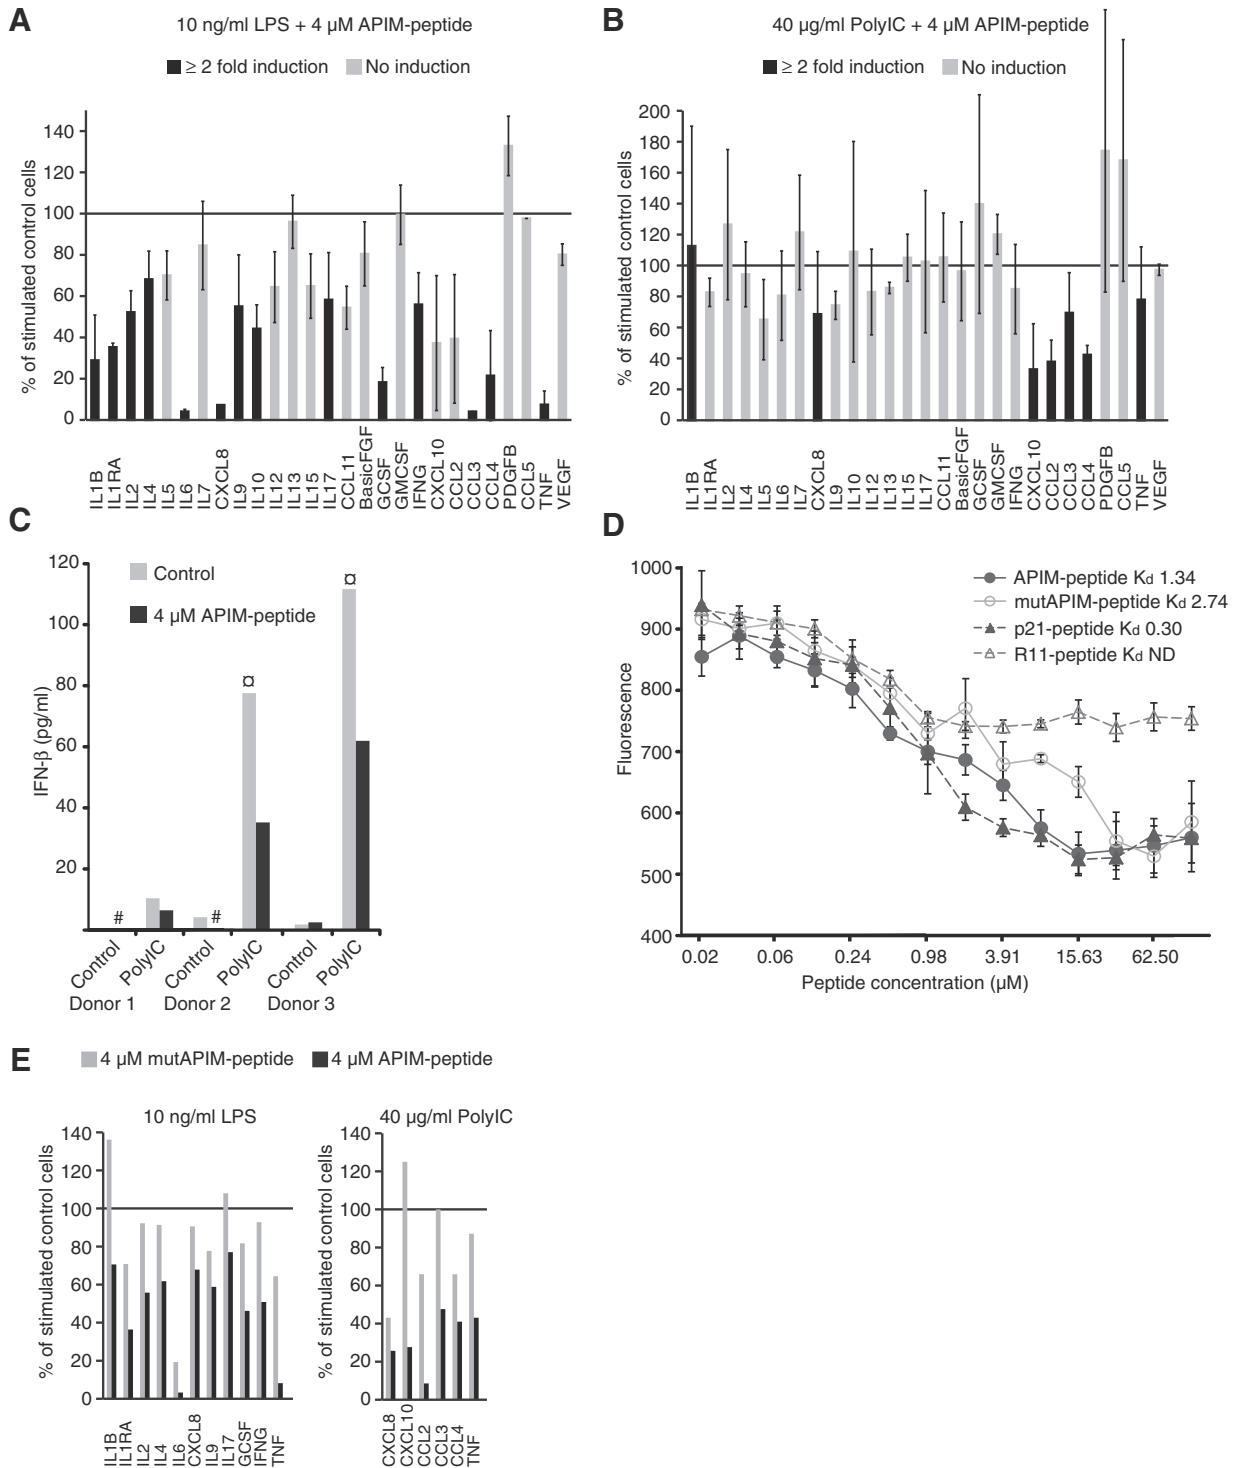 A
10 ng/ml LPS + 4 µM APIM-peptide
≥ 2 fold induction
No induction
% of stimulated control cells
140
120
100
80
60
40
20
0
IL1B
IL1RA
IL2
IL4
IL5
IL6
IL7
CXCL8
IL9
IL10
IL12
IL13
IL15
IL17
CCL11
BasicFGF
GCSF
GMCSF
IFNG
CXCL10
CCL2
CCL3
CCL4
PDGFB
CCL5
TNF
VEGF
B
40 µg/ml PolyIC + 4 µM APIM-peptide
≥ 2 fold induction
No induction
% of stimulated control cells
200
180
160
140
120
100
80
60
40
20
0
IL1B
IL1RA
IL2
IL4
IL5
IL6
IL7
CXCL8
IL9
IL10
IL12
IL13
IL15
IL17
CCL11
BasicFGF
GCSF
GMCSF
IFNG
CXCL10
CCL2
CCL3
CCL4
PDGFB
CCL5
TNF
VEGF
C
Control
4 µM APIM-peptide
IFN-β (pg/ml)
120
100
80
60
40
20
#
#
¤
¤
Control
PolyIC
Control
PolyIC
Control
PolyIC
Donor 1
Donor 2
Donor 3
D
APIM-peptide Kd 1.34
mutAPIM-peptide Kd 2.74
p21-peptide Kd 0.30
R11-peptide Kd ND
Fluorescence
1000
900
800
700
600
500
400
0.02
0.06
0.24
0.98
3.91
15.63
62.50
Peptide concentration (µM)
E
4 µM mutAPIM-peptide
4 µM APIM-peptide
10 ng/ml LPS
% of stimulated control cells
140
120
100
80
60
40
20
0
IL1B
IL1RA
IL2
IL4
IL6
CXCL8
IL9
IL17
GCSF
IFNG
TNF
40 µg/ml PolyIC
% of stimulated control cells
140
120
100
80
60
40
20
0
CXCL8
CXCL10
CCL2
CCL3
CCL4
TNF